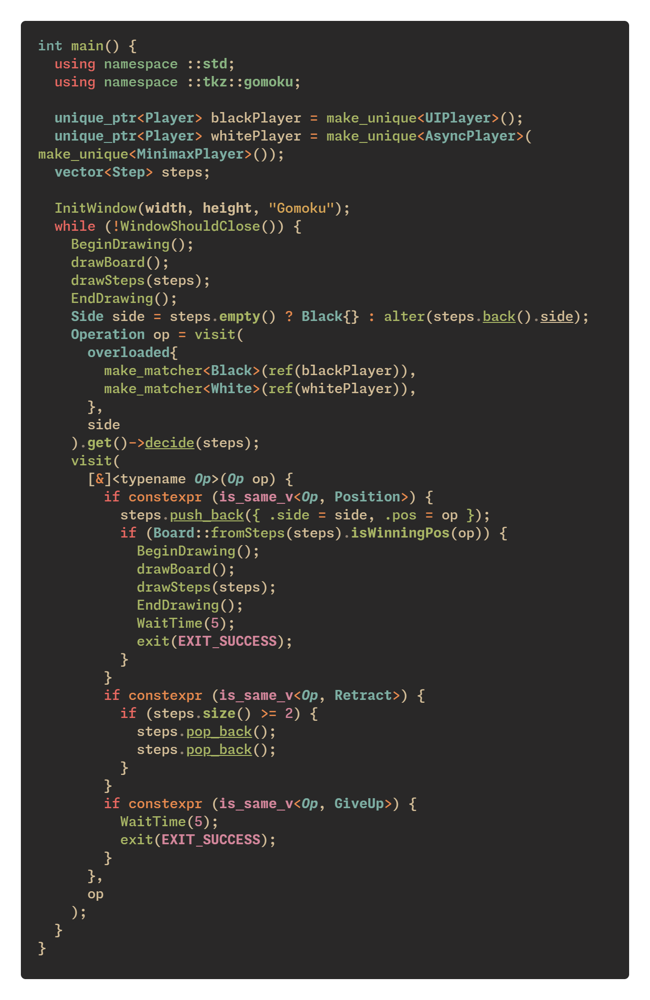 int main() {
  using namespace ::std;
  using namespace ::tkz::gomoku;

  unique_ptr<Player> blackPlayer = make_unique<UIPlayer>();
  unique_ptr<Player> whitePlayer = make_unique<AsyncPlayer>(
make_unique<MinimaxPlayer>());
  vector<Step> steps;

  InitWindow(width, height, "Gomoku");
  while (!WindowShouldClose()) {
    BeginDrawing();
    drawBoard();
    drawSteps(steps);
    EndDrawing();
    Side side = steps.empty() ? Black{} : alter(steps.back().side);
    Operation op = visit(
      overloaded{
        make_matcher<Black>(ref(blackPlayer)),
        make_matcher<White>(ref(whitePlayer)),
      },
      side
    ).get()->decide(steps);
    visit(
      [&]<typename Op>(Op op) {
        if constexpr (is_same_v<Op, Position>) {
          steps.push_back({ .side = side, .pos = op });
          if (Board::fromSteps(steps).isWinningPos(op)) {
            BeginDrawing();
            drawBoard();
            drawSteps(steps);
            EndDrawing();
            WaitTime(5);
            exit(EXIT_SUCCESS);
          }
        }
        if constexpr (is_same_v<Op, Retract>) {
          if (steps.size() >= 2) {
            steps.pop_back();
            steps.pop_back();
          }
        }
        if constexpr (is_same_v<Op, GiveUp>) {
          WaitTime(5);
          exit(EXIT_SUCCESS);
        }
      },
      op
    );
  }
}